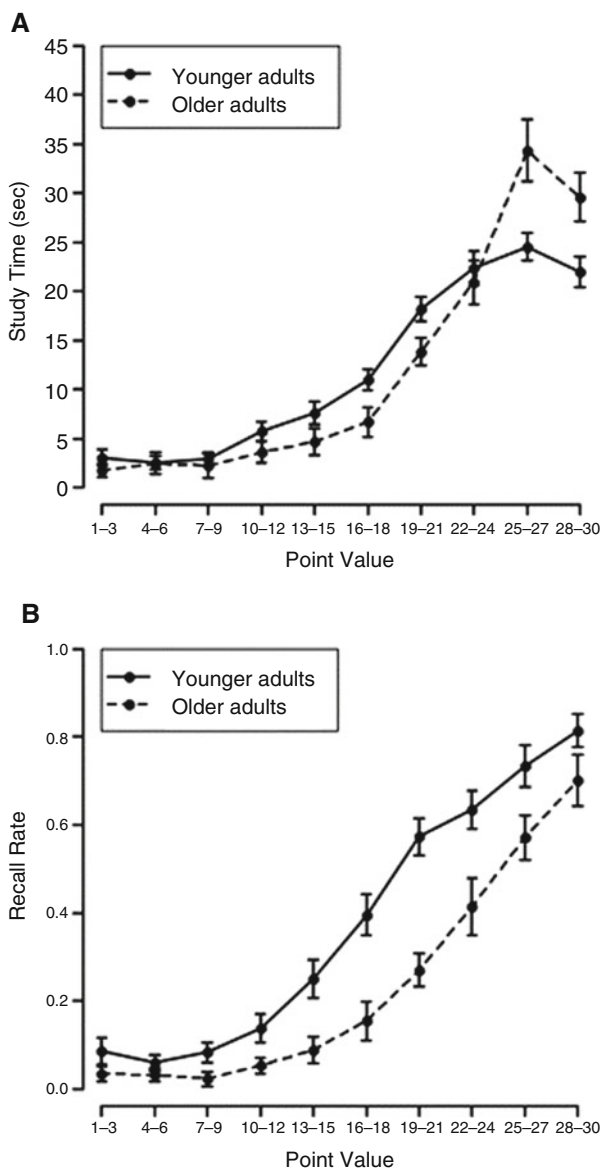 A
45
40
35
30
25
20
15
10
5
0
Study Time (sec)
Younger adults
Older adults
1–3 4–6 7–9 10–12 13–15 16–18 19–21 22–24 25–27 28–30
Point Value
B
1.0
0.8
0.6
0.4
0.2
0.0
Recall Rate
Younger adults
Older adults
1–3 4–6 7–9 10–12 13–15 16–18 19–21 22–24 25–27 28–30
Point Value